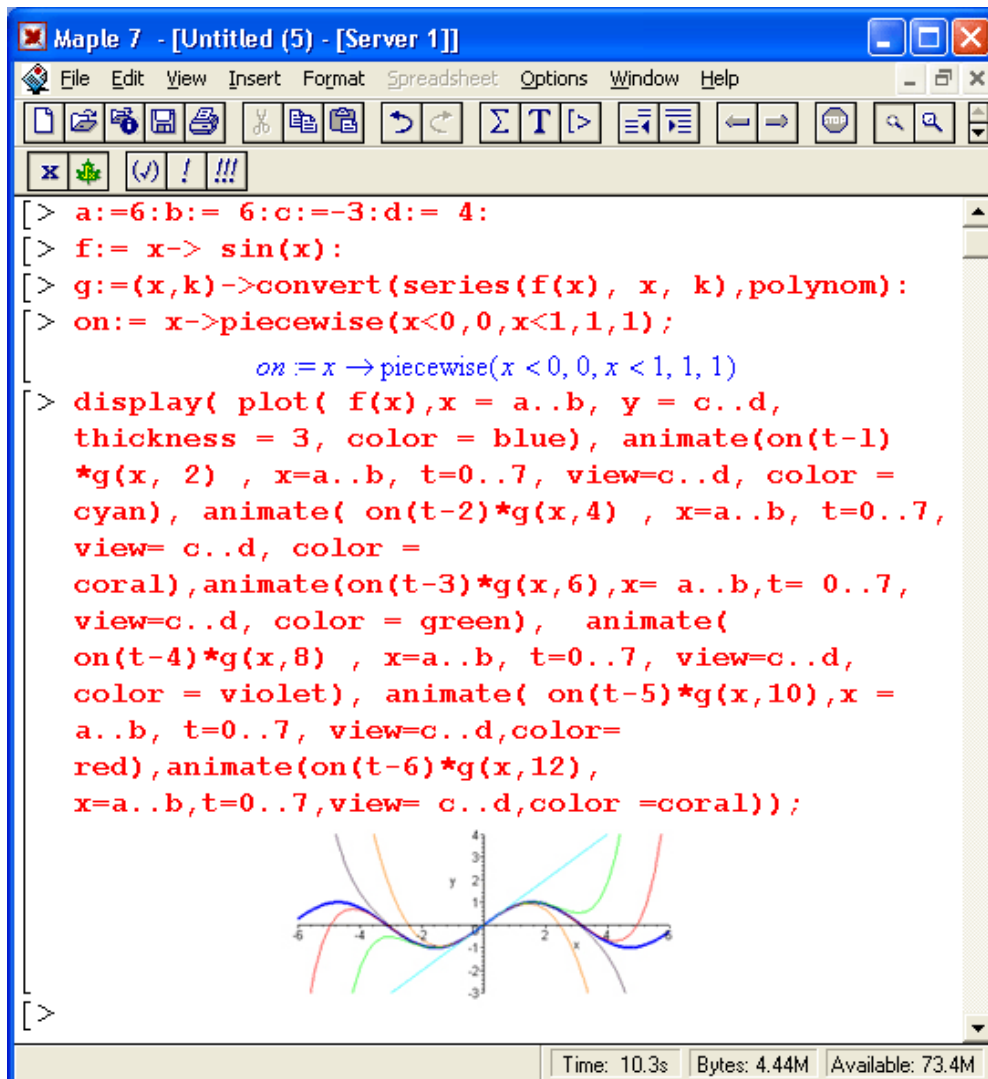 Maple 7 - [Untitled (5) - [Server 1]]
File Edit View Insert Format Spreadsheet Options Window Help
Σ T [>
STOP
x (√) ! !!!
[> a:=6:b:= 6:c:=-3:d:= 4:
[> f:= x-> sin(x):
[> g:=(x,k)->convert(series(f(x), x, k),polynom):
[> on:= x->piecewise(x<0,0,x<1,1,1);
on := x → piecewise(x < 0, 0, x < 1, 1, 1)
[> display( plot( f(x),x = a..b, y = c..d,
thickness = 3, color = blue), animate(on(t-1)
*g(x, 2) , x=a..b, t=0..7, view=c..d, color =
cyan), animate( on(t-2)*g(x,4) , x=a..b, t=0..7,
view= c..d, color =
coral),animate(on(t-3)*g(x,6),x= a..b,t= 0..7,
view=c..d, color = green), animate(
on(t-4)*g(x,8) , x=a..b, t=0..7, view=c..d,
color = violet), animate( on(t-5)*g(x,10),x =
a..b, t=0..7, view=c..d,color=
red),animate(on(t-6)*g(x,12),
x=a..b,t=0..7,view= c..d,color =coral));
4
3
y 2
1
-6 -4 -2 0 2 4 6
-1 x
-2
-3
[>
Time: 10.3s Bytes: 4.44M Available: 73.4M